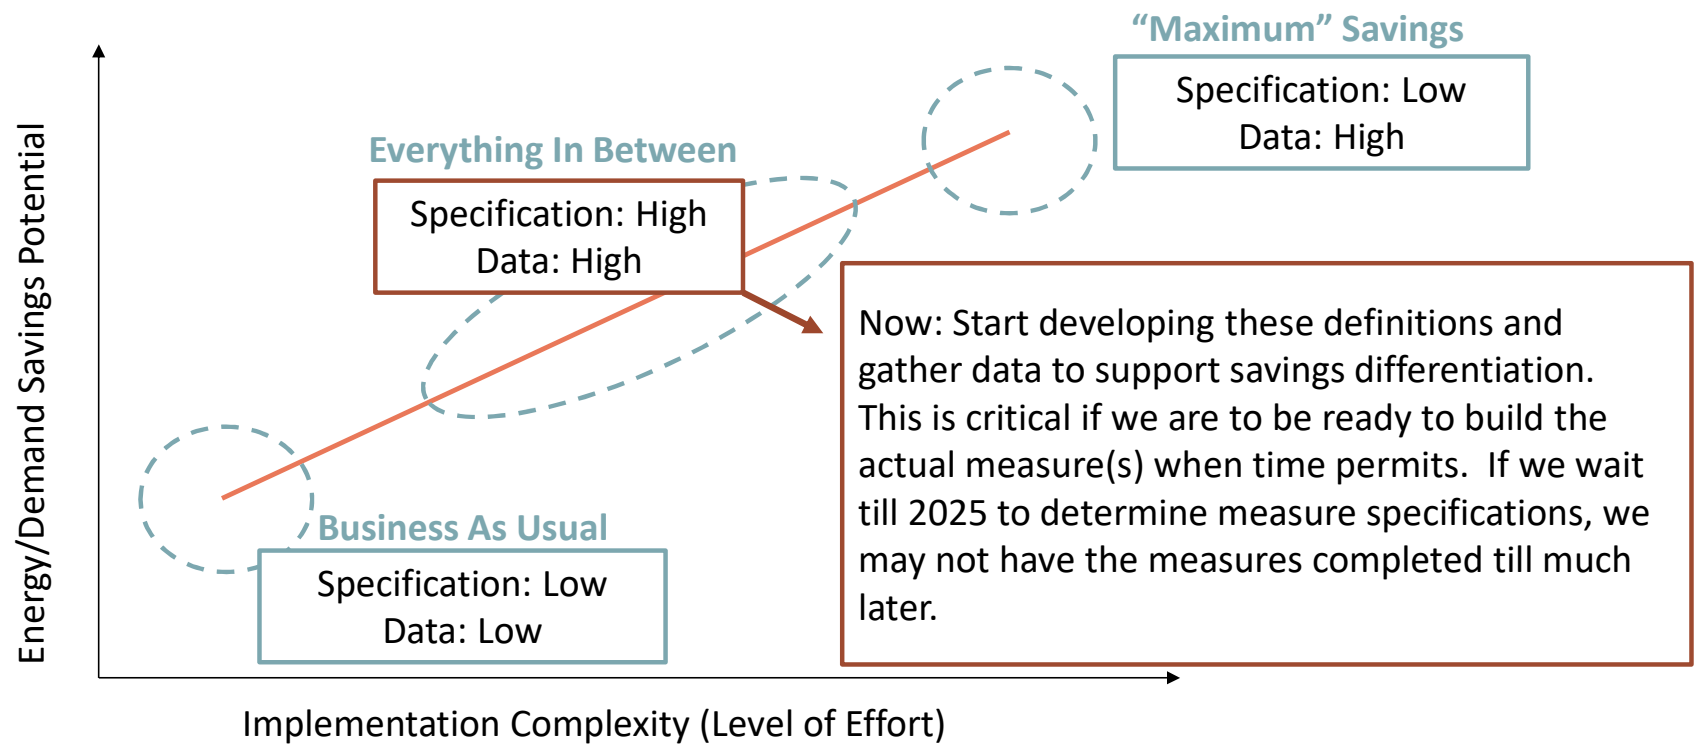 “Maximum” Savings
Specification: Low
Data: High
Everything In Between
Specification: High
Data: High
Now: Start developing these definitions and
gather data to support savings differentiation.
This is critical if we are to be ready to build the
actual measure(s) when time permits.  If we wait
till 2025 to determine measure specifications, we
may not have the measures completed till much
later.
Business As Usual
Specification: Low
Data: Low
Energy/Demand Savings Potential
Implementation Complexity (Level of Effort)